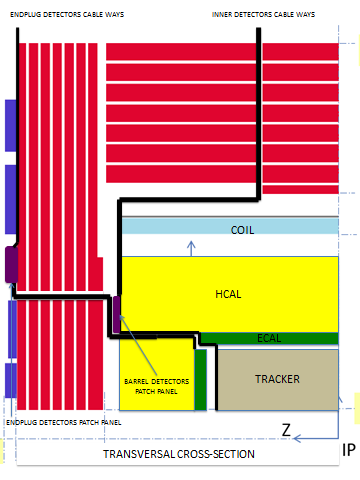 ENDPLUG DETECTORS CABLE WAYS
INNER DETECTORS CABLE WAYS
COIL
HCAL
ECAL
TRACKER
BARREL DETECTORS
PATCH PANEL
ENDPLUG DETECTORS PATCH PANEL
Z
IP
TRANSVERSAL CROSS-SECTION